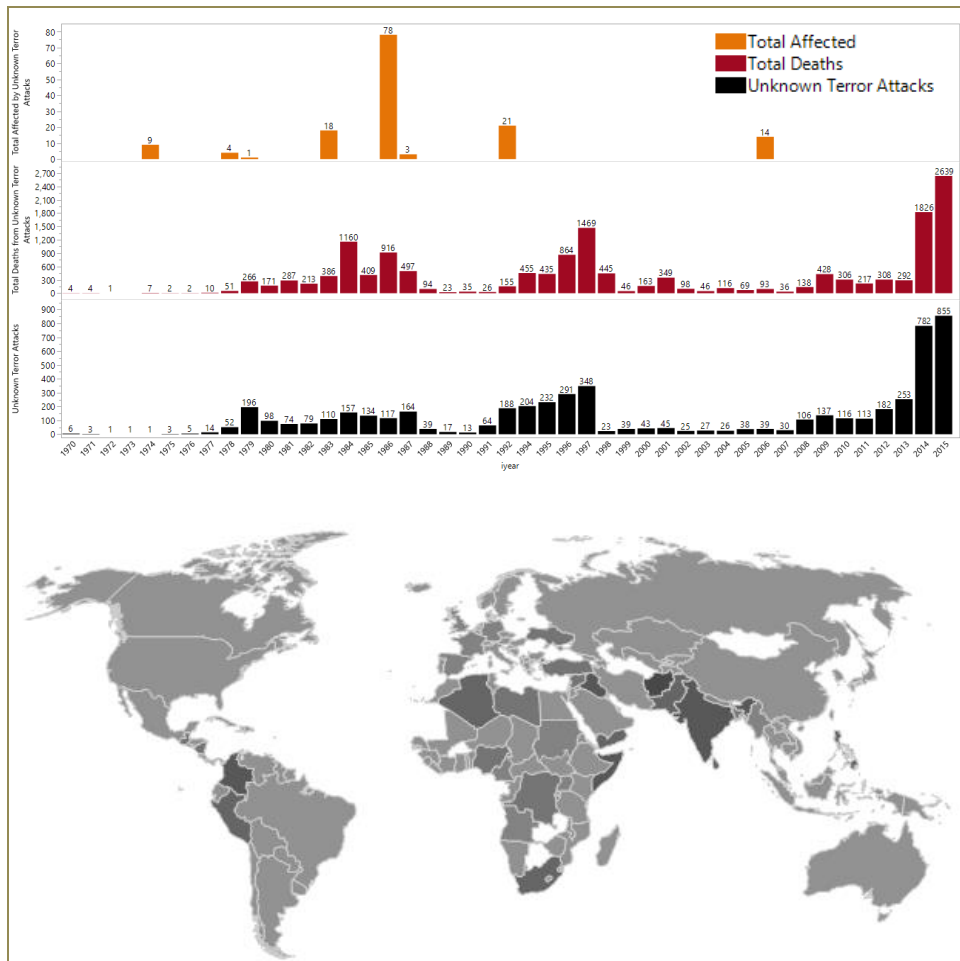 Total Affected
Total Deaths
Unknown Terror Attacks
Total Affected by Unknown Terror
Attacks
80
70
60
50
40
30
20
10
0
9 4 1 18 78 3 21 14
Total Deaths from Unknown Terror
Attacks
2,700
2,400
2,100
1,800
1,500
1,200
900
600
300
0
4 4 1 7 2 2 10 51 266 171 287 213 386 1160 409 916 497 94 23 35 26 155 455 435 864 1469 445 46 163 349 98 46 116 69 93 36 138 428 306 217 308 292 1826 2639
Unknown Terror Attacks
900
800
700
600
500
400
300
200
100
0
6 3 1 1 1 3 5 14 52 196 98 74 79 110 157 134 117 164 39 17 13 64 188 204 232 291 348 23 39 43 45 25 27 26 38 39 30 106 137 116 113 182 253 782 855
1970 1971 1972 1973 1974 1975 1976 1977 1978 1979 1980 1981 1982 1983 1984 1985 1986 1987 1988 1989 1990 1991 1992 1994 1995 1996 1997 1998 1999 2000 2001 2002 2003 2004 2005 2006 2007 2008 2009 2010 2011 2012 2013 2014 2015
iyear